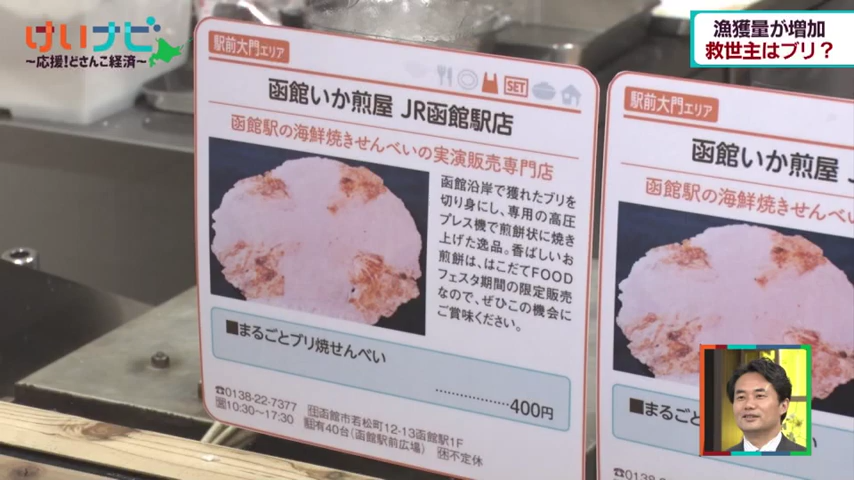 けいナビ
～応援!どさんこ経済～
漁獲量が増加
救世主はブリ？
駅前大門エリア
SET
函館いか煎屋 JR函館駅店
函館駅の海鮮焼きせんべいの実演販売専門店
函館沿岸で獲れたブリを
切り身にし、専用の高圧
プレス機で煎餅状に焼き
上げた逸品。香ばしいお
煎餅は、はこだてFOOD
フェスタ期間の限定販売
なので、ぜひこの機会に
ご賞味ください。
■まるごとブリ焼せんべい
400円
☎0138-22-7377 住函館市若松町12-13函館駅1F
営10:30～17:30 駐有40台(函館駅前広場) 休不定休
駅前大門エリア
函館いか煎屋 J
函館駅の海鮮焼きせんべい
■まるごと
☎0138